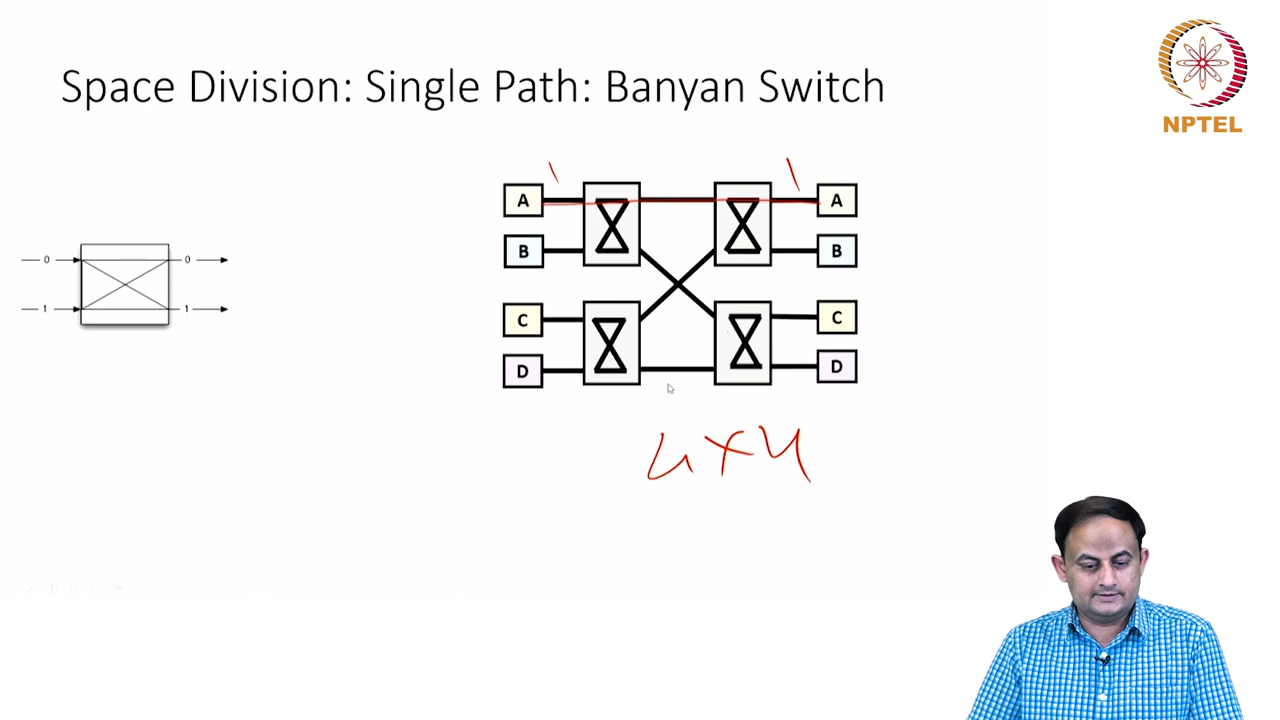 Space Division: Single Path: Banyan Switch
NPTEL
A A
B B
0 0
1 1
C C
D D
4x4